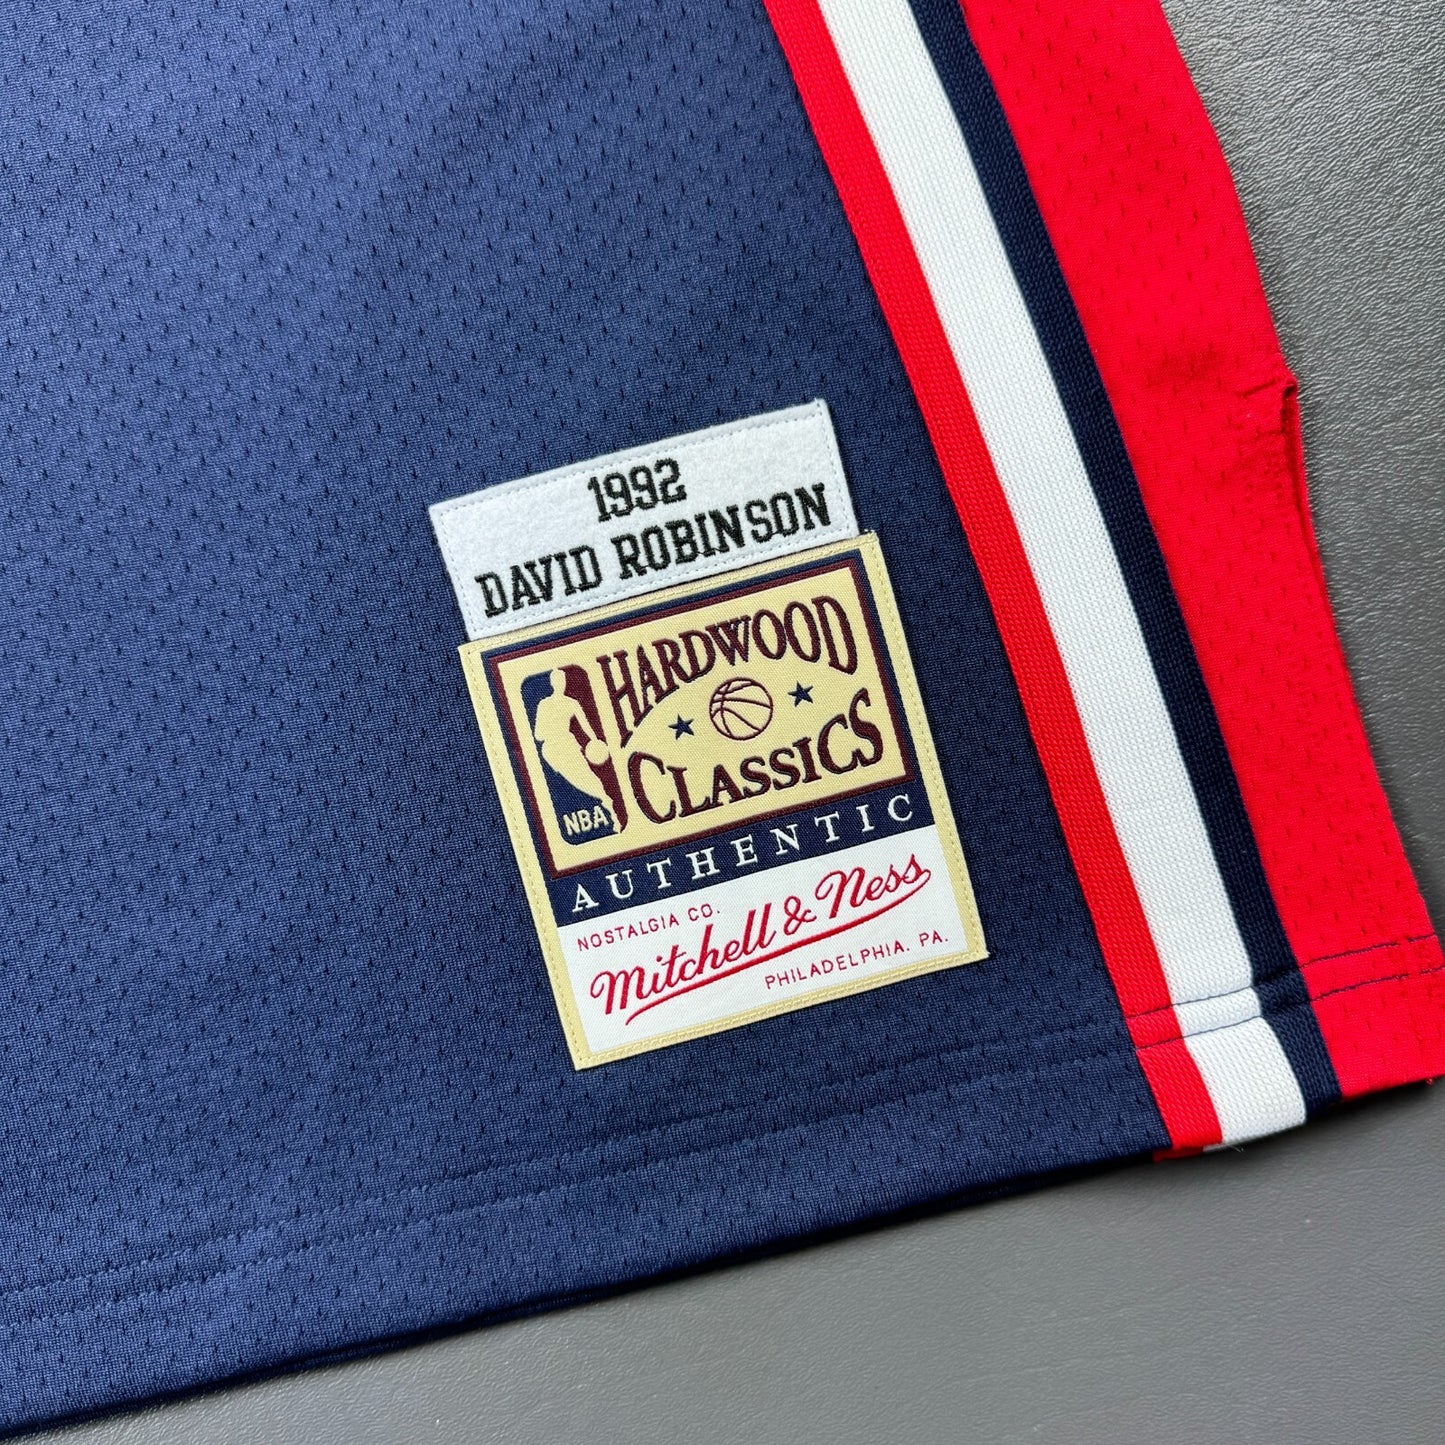 1992
DAVID ROBINSON
HARDWOOD
CLASSICS
NBA
AUTHENTIC
NOSTALGIA CO.
Mitchell & Ness
PHILADELPHIA, PA.